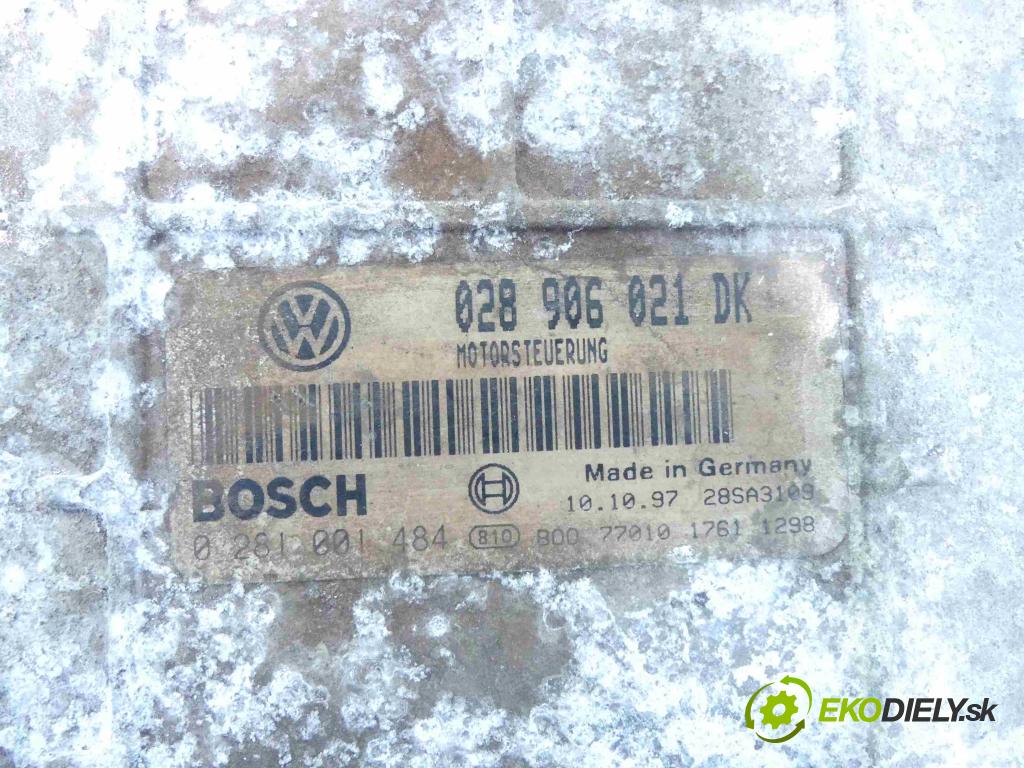 028 906 021 DK
MOTORSTEUERUNG
BOSCH
Made in Germany
10.10.97 28SA3109
0 281 001 484 810 800 77010 1761 1298
EKODIELY.sk